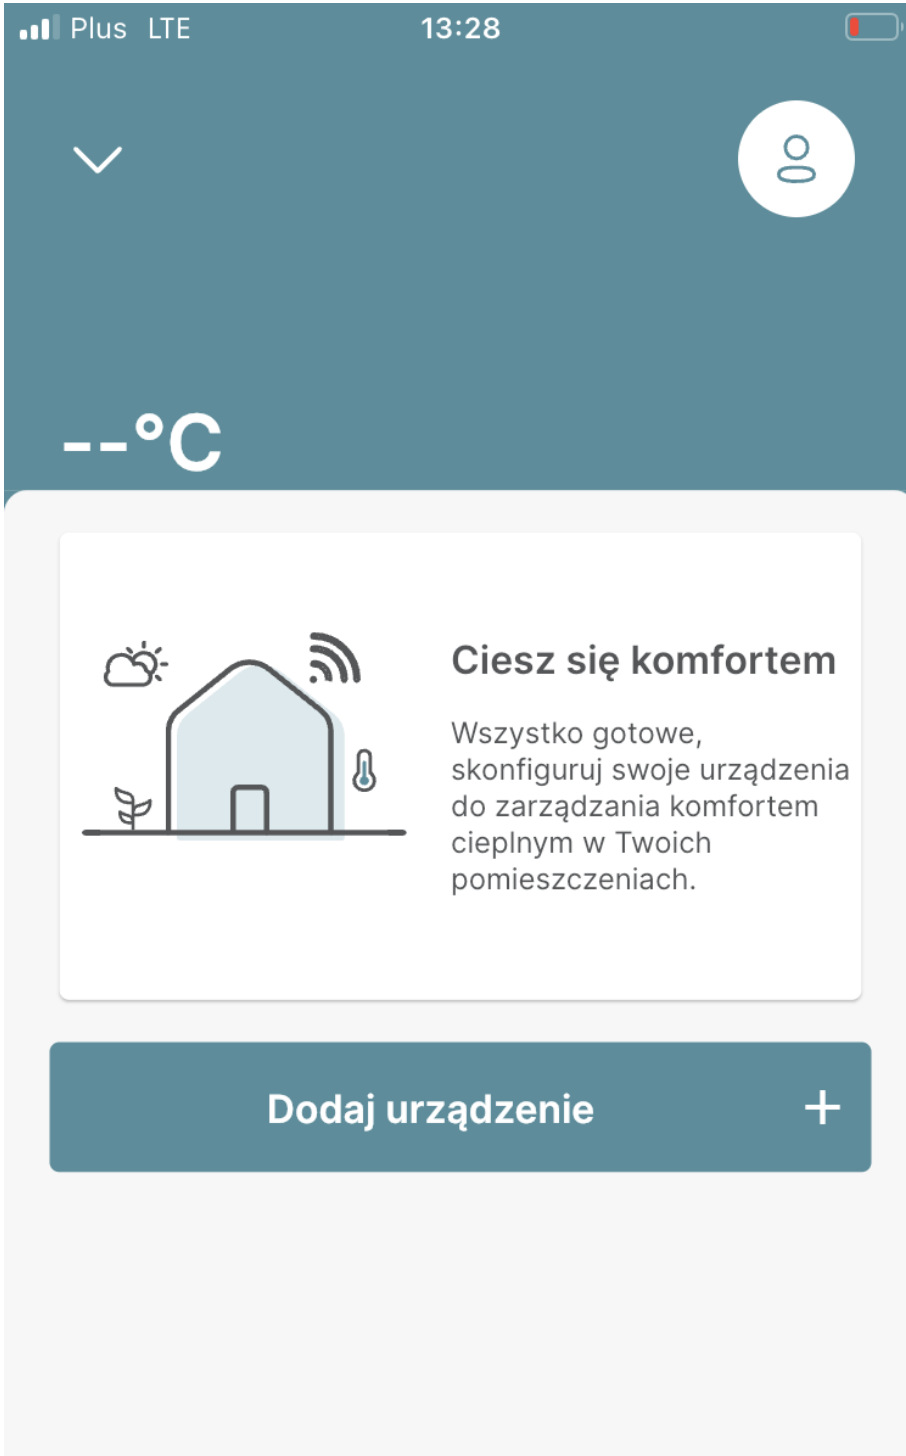 Plus LTE 13:28
--°C
Ciesz się komfortem
Wszystko gotowe,
skonfiguruj swoje urządzenia
do zarządzania komfortem
cieplnym w Twoich
pomieszczeniach.
Dodaj urządzenie +